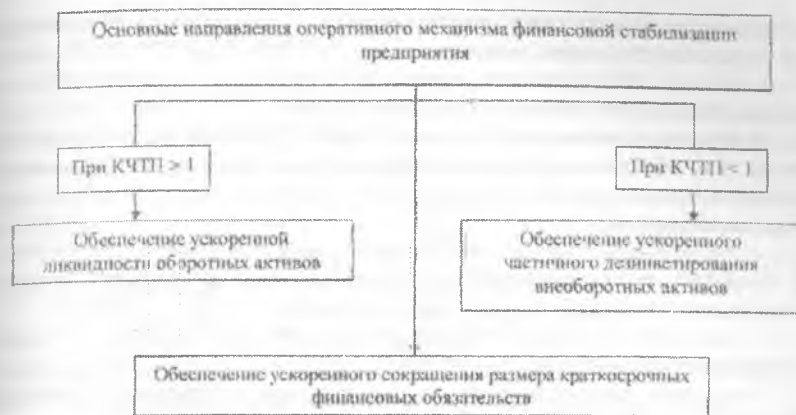 Основные направления оперативного механизма финансовой стабилизации
предприятия
При КЧТП > 1
При КЧТП < 1
Обеспечение ускоренной
ликвидности оборотных активов
Обеспечение ускоренного
частичного дезинвестирования
внеоборотных активов
Обеспечение ускоренного сокращения размера краткосрочных
финансовых обязательств